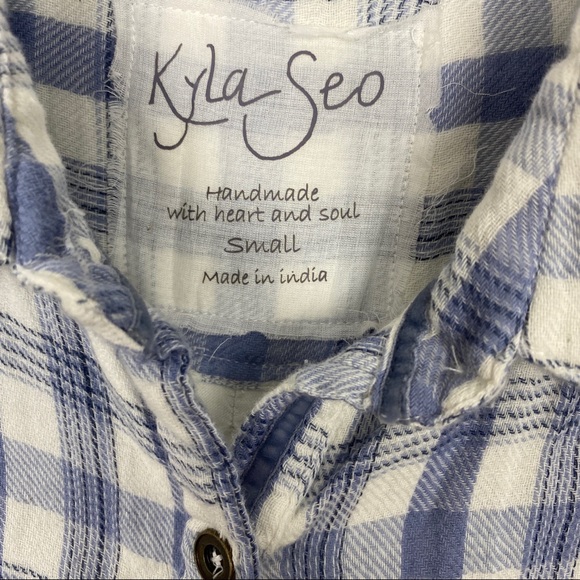 Kyla Seo
Handmade
with heart and soul
Small
Made in india